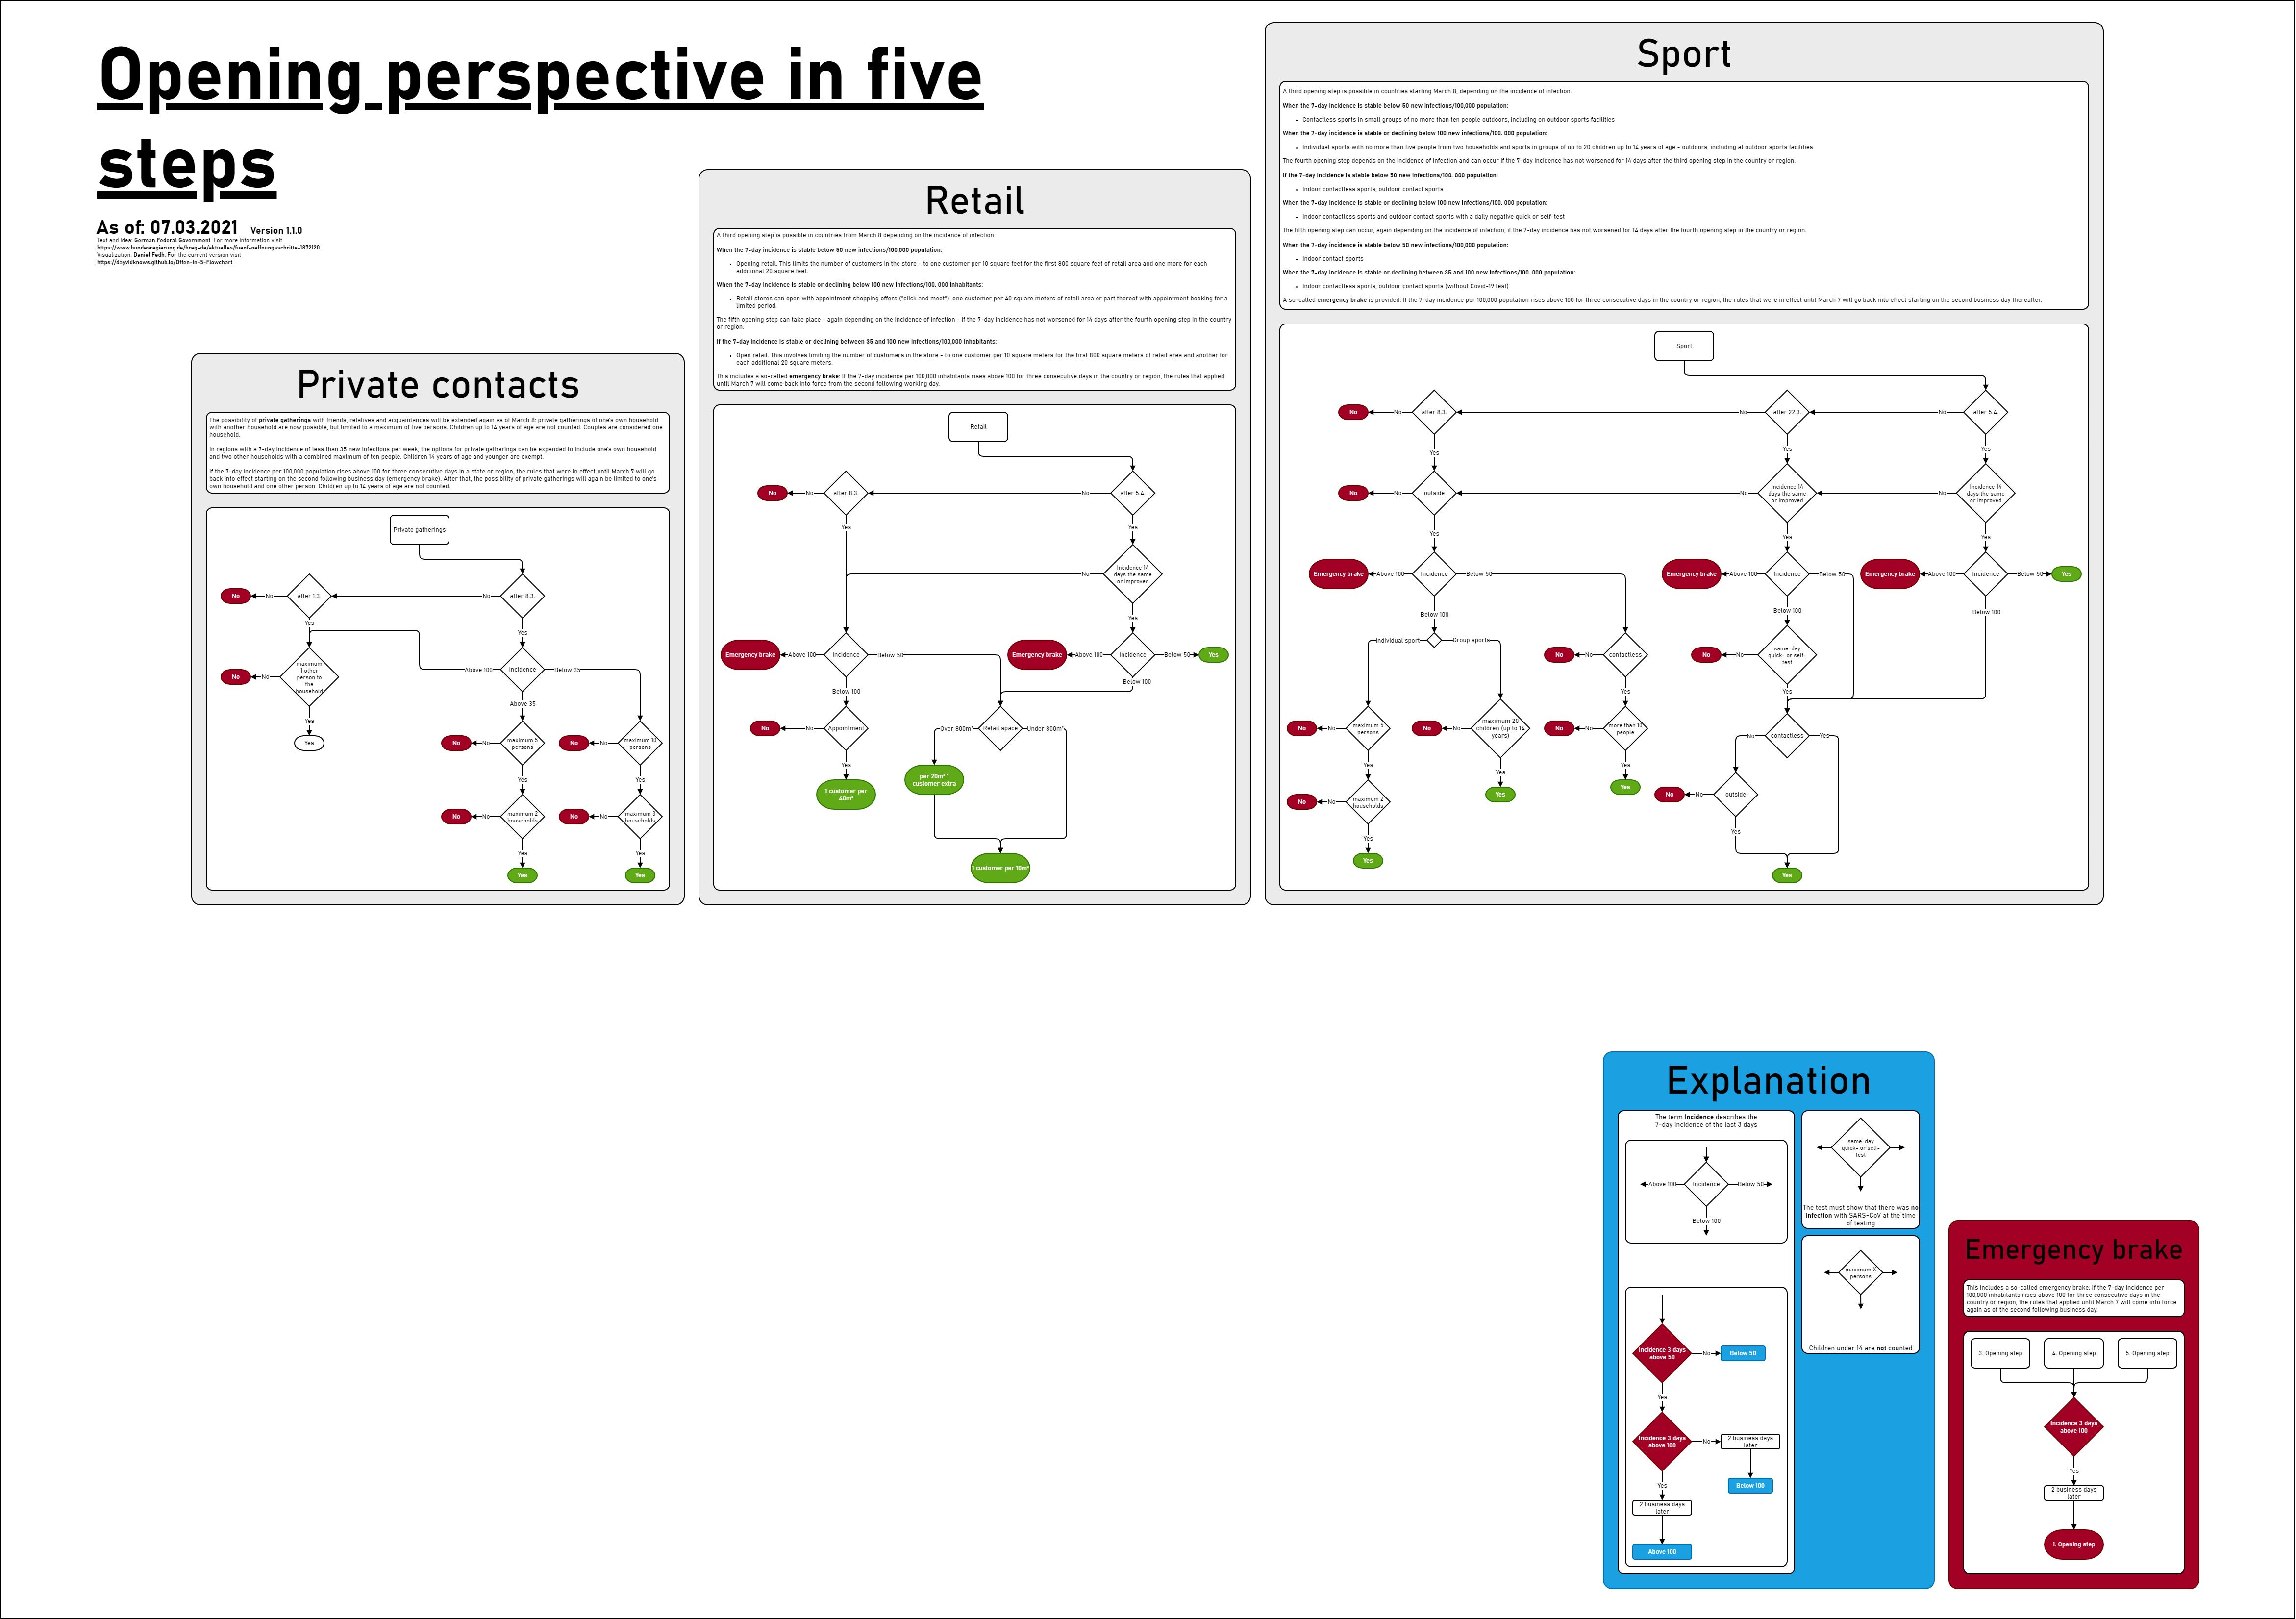 Opening perspective in five
steps
As of: 07.03.2021 Version 1.1.0
Text and idea: German Federal Government. For more information visit
https://www.bundesregierung.de/breg-de/aktuelles/fuenf-oeffnungsschritte-1872120
Visualization: Daniel Fedh. For the current version visit
https://dayvidknows.github.io/Offen-in-5-Flowchart
Private contacts
The possibility of private gatherings with friends, relatives and acquaintances will be extended again as of March 8: private gatherings of one's own household
with another household are now possible, but limited to a maximum of five persons. Children up to 14 years of age are not counted. Couples are considered one
household.
In regions with a 7-day incidence of less than 35 new infections per week, the options for private gatherings can be expanded to include one's own household
and two other households with a combined maximum of ten people. Children 14 years of age and younger are exempt.
If the 7-day incidence per 100,000 population rises above 100 for three consecutive days in a state or region, the rules that were in effect until March 7 will go
back into effect starting on the second following business day (emergency brake). After that, the possibility of private gatherings will again be limited to one's
own household and one other person. Children up to 14 years of age are not counted.
Private gatherings
No
No
after 1.3.
No
after 8.3.
Yes
Yes
No
No
maximum
1 other
person to
the
household
Above 100
Incidence
Below 35
Yes
Above 35
Yes
No
No
maximum 5
persons
No
No
maximum 10
persons
Yes
Yes
No
No
maximum 2
households
No
No
maximum 3
households
Yes
Yes
Yes
Yes
Retail
A third opening step is possible in countries from March 8 depending on the incidence of infection.
When the 7-day incidence is stable below 50 new infections/100,000 population:
• Opening retail. This limits the number of customers in the store - to one customer per 10 square feet for the first 800 square feet of retail area and one more for each
additional 20 square feet.
When the 7-day incidence is stable or declining below 100 new infections/100. 000 inhabitants:
• Retail stores can open with appointment shopping offers ("click and meet"): one customer per 40 square meters of retail area or part thereof with appointment booking for a
limited period.
The fifth opening step can take place - again depending on the incidence of infection - if the 7-day incidence has not worsened for 14 days after the fourth opening step in the country
or region.
If the 7-day incidence is stable or declining between 35 and 100 new infections/100,000 inhabitants:
• Open retail. This involves limiting the number of customers in the store - to one customer per 10 square meters for the first 800 square meters of retail area and another for
each additional 20 square meters.
This includes a so-called emergency brake: If the 7-day incidence per 100,000 inhabitants rises above 100 for three consecutive days in the country or region, the rules that applied
until March 7 will come back into force from the second following working day.
Retail
No
No
after 8.3.
No
after 5.4.
Yes
Yes
No
Incidence 14
days the same
or improved
Yes
Emergency brake
Above 100
Incidence
Below 50
Emergency brake
Above 100
Incidence
Below 50
Yes
Below 100
Below 100
No
No
Appointment
Over 800m²
Retail space
Under 800m²
Yes
per 20m² 1
customer extra
1 customer per
40m²
1 customer per 10m²
Sport
A third opening step is possible in countries starting March 8, depending on the incidence of infection.
When the 7-day incidence is stable below 50 new infections/100,000 population:
• Contactless sports in small groups of no more than ten people outdoors, including on outdoor sports facilities
When the 7-day incidence is stable or declining below 100 new infections/100. 000 population:
• Individual sports with no more than five people from two households and sports in groups of up to 20 children up to 14 years of age - outdoors, including at outdoor sports facilities
The fourth opening step depends on the incidence of infection and can occur if the 7-day incidence has not worsened for 14 days after the third opening step in the country or region.
If the 7-day incidence is stable below 50 new infections/100. 000 population:
• Indoor contactless sports, outdoor contact sports
When the 7-day incidence is stable or declining below 100 new infections/100. 000 population:
• Indoor contactless sports and outdoor contact sports with a daily negative quick or self-test
The fifth opening step can occur, again depending on the incidence of infection, if the 7-day incidence has not worsened for 14 days after the fourth opening step in the country or region.
When the 7-day incidence is stable below 50 new infections/100,000 population:
• Indoor contact sports
When the 7-day incidence is stable or declining between 35 and 100 new infections/100. 000 population:
• Indoor contactless sports, outdoor contact sports (without Covid-19 test)
A so-called emergency brake is provided: if the 7-day incidence per 100,000 population rises above 100 for three consecutive days in the country or region, the rules that were in effect until March 7 will go back into effect starting on the second business day thereafter.
Sport
No
No
after 8.3.
No
after 22.3.
No
after 5.4.
Yes
Yes
Yes
No
No
outside
No
Incidence 14
days the same
or improved
No
Incidence 14
days the same
or improved
Yes
Yes
Yes
Emergency brake
Above 100
Incidence
Below 50
Emergency brake
Above 100
Incidence
Below 50
Emergency brake
Above 100
Incidence
Below 50
Yes
Below 100
Below 100
Below 100
Individual sport
Group sports
No
No
contactless
No
No
same-day
quick- or self-
test
Yes
Yes
No
No
maximum 5
persons
No
No
maximum 20
children (up to 14
years)
No
No
more than 10
people
No
contactless
Yes
Yes
Yes
Yes
Yes
Yes
No
No
maximum 2
households
No
No
outside
Yes
Yes
Yes
Yes
Explanation
The term Incidence describes the
7-day incidence of the last 3 days
Above 100
Incidence
Below 50
Below 100
Incidence 3 days
above 50
No
Below 50
Yes
Incidence 3 days
above 100
No
2 business days
later
Yes
Below 100
2 business days
later
Above 100
same-day
quick- or self-
test
The test must show that there was no
infection with SARS-CoV at the time
of testing
maximum X
persons
Children under 14 are not counted
Emergency brake
This includes a so-called emergency brake: If the 7-day incidence per
100,000 inhabitants rises above 100 for three consecutive days in the
country or region, the rules that applied until March 7 will come into force
again as of the second following business day.
3. Opening step
4. Opening step
5. Opening step
Incidence 3 days
above 100
Yes
2 business days
later
1. Opening step